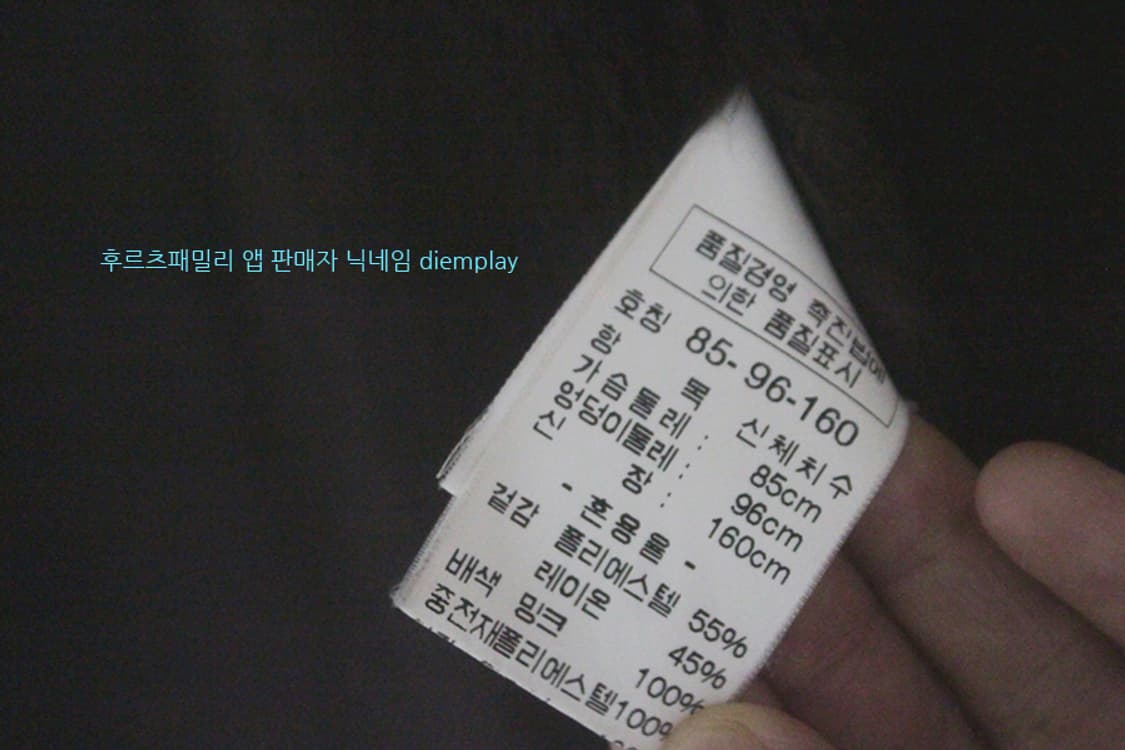 후르츠패밀리 앱 판매자 닉네임 diemplay
품질경영 촉진법에
의한 품질표시
호칭 85-96-160
항 목 신체치수
가슴둘레 : 85cm
엉덩이둘레 : 96cm
신 장 : 160cm
- 혼용율 -
겉감 폴리에스텔 55%
레이온 45%
배색 밍크 100%
충전재폴리에스텔100%